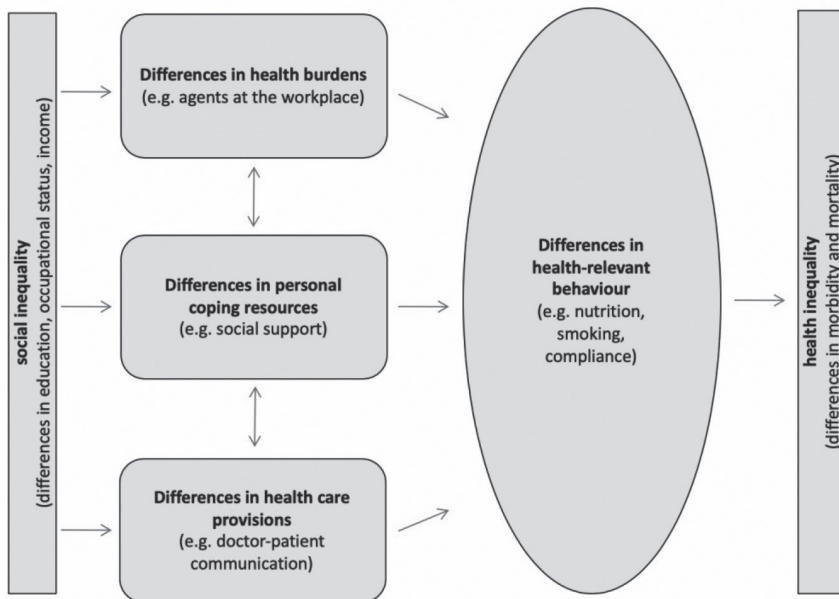 social inequality
(differences in education, occupational status, income)
Differences in health burdens
(e.g. agents at the workplace)
Differences in personal
coping resources
(e.g. social support)
Differences in health care
provisions
(e.g. doctor-patient
communication)
Differences in
health-relevant
behaviour
(e.g. nutrition,
smoking,
compliance)
health inequality
(differences in morbidity and mortality)